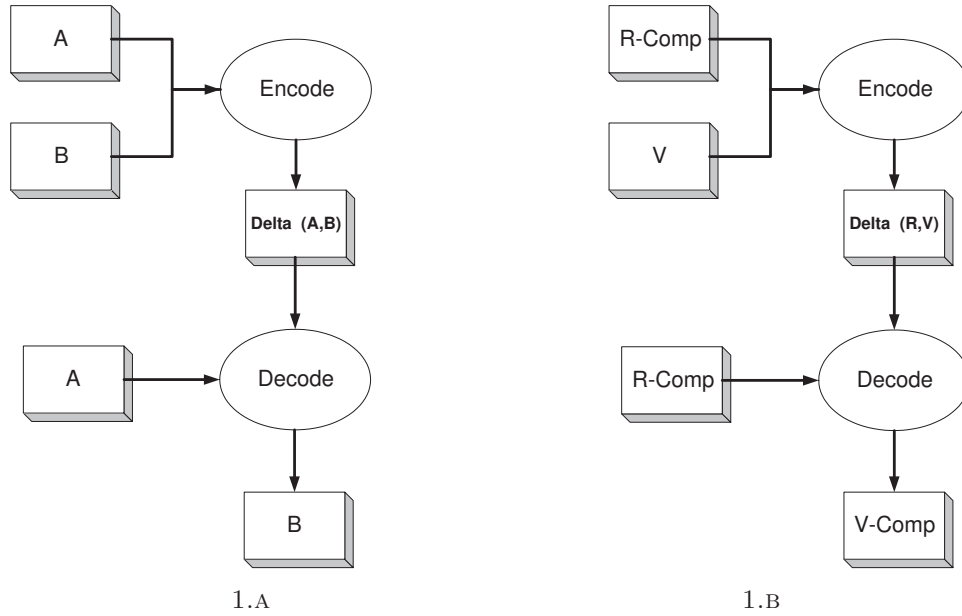 A
Encode
B
Delta (A,B)
A
Decode
B
1.A
R-Comp
Encode
V
Delta (R,V)
R-Comp
Decode
V-Comp
1.B